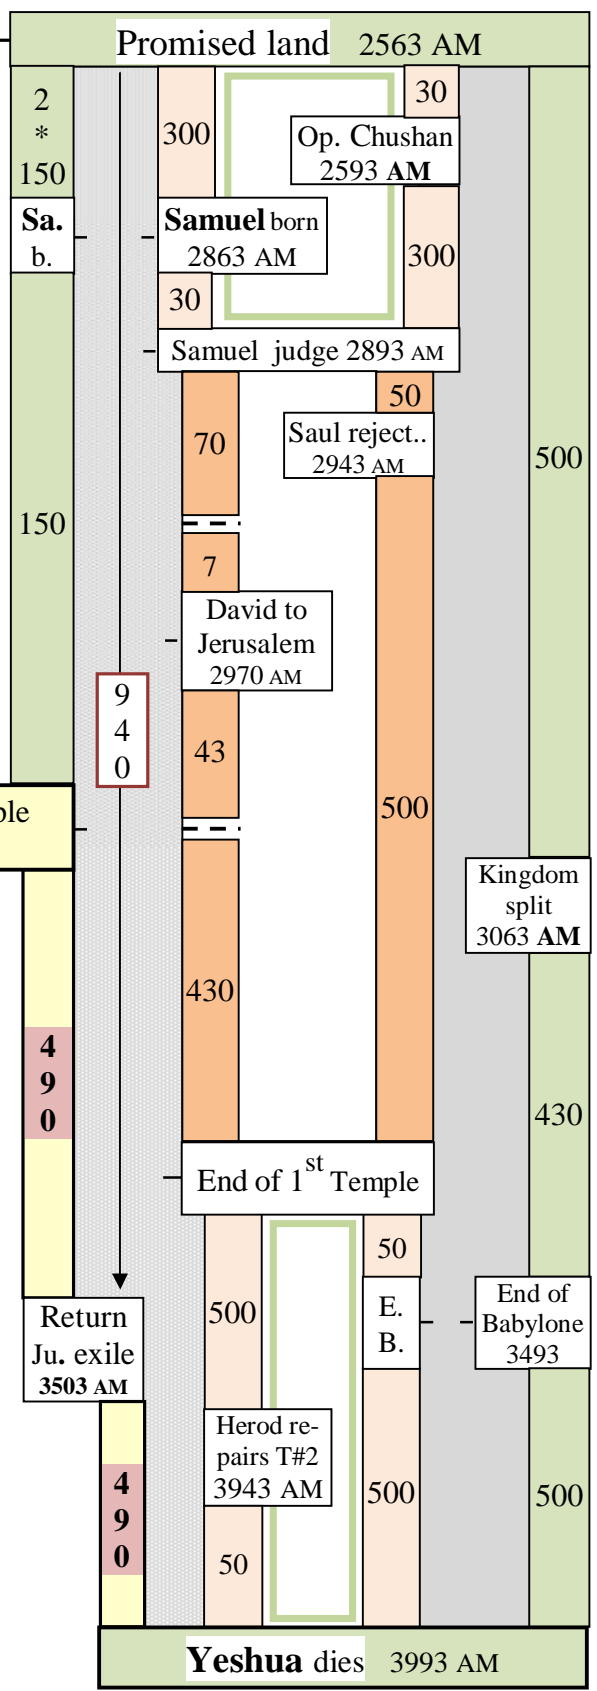 Promised land 2563 AM
2
*
150
300
30
Op. Chushan
2593 AM
Sa.
b.
Samuel born
2863 AM
300
30
Samuel judge 2893 AM
50
70
Saul reject..
2943 AM
500
150
7
David to
Jerusalem
2970 AM
9
4
0
43
500
ple
Kingdom
split
3063 AM
430
4
9
0
430
End of 1st Temple
50
500
Return
Ju. exile
3503 AM
E.
B.
End of
Babylone
3493
Herod re-
pairs T#2
3943 AM
4
9
0
500
500
50
Yeshua dies 3993 AM